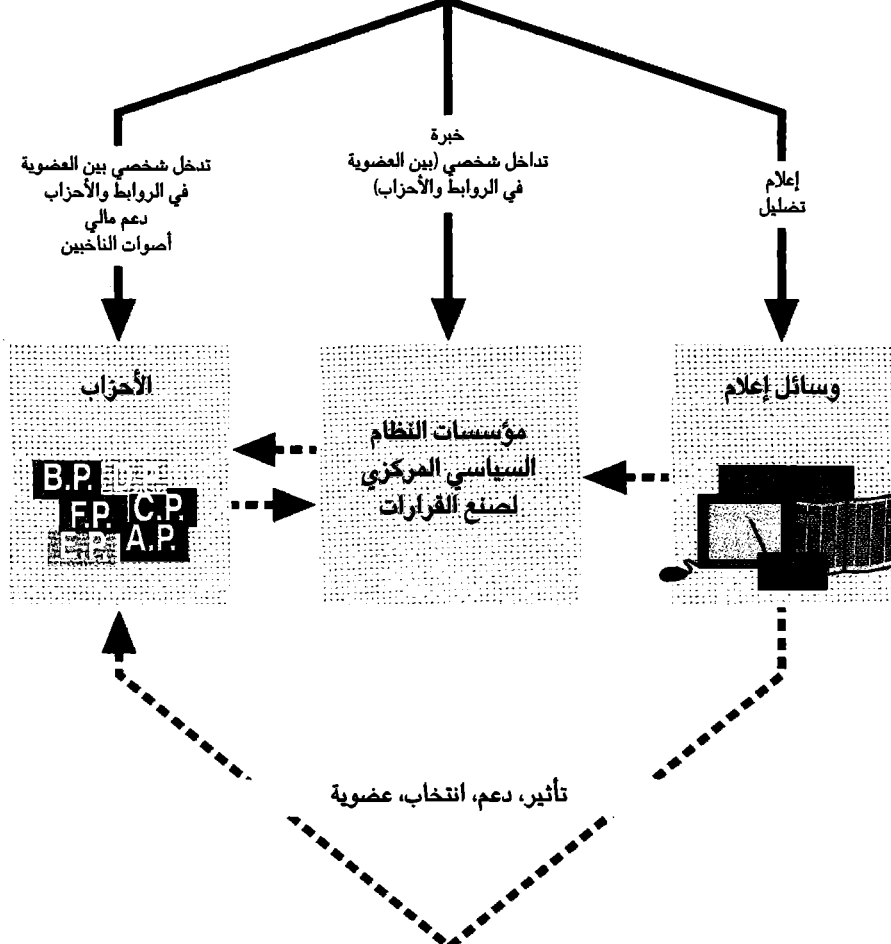 خبرة
تداخل شخصي (بين العضوية
في الروابط والأحزاب)
إعلام
تضليل
تدخل شخصي بين العضوية
في الروابط والأحزاب
دعم مالي
أصوات الناخبين
وسائل إعلام
مؤسسات النظام
السياسي المركزي
لصنع القرارات
الأحزاب
B.P. D.P.
F.P. C.P.
E.P. A.P.
تأثير، دعم، انتخاب، عضوية